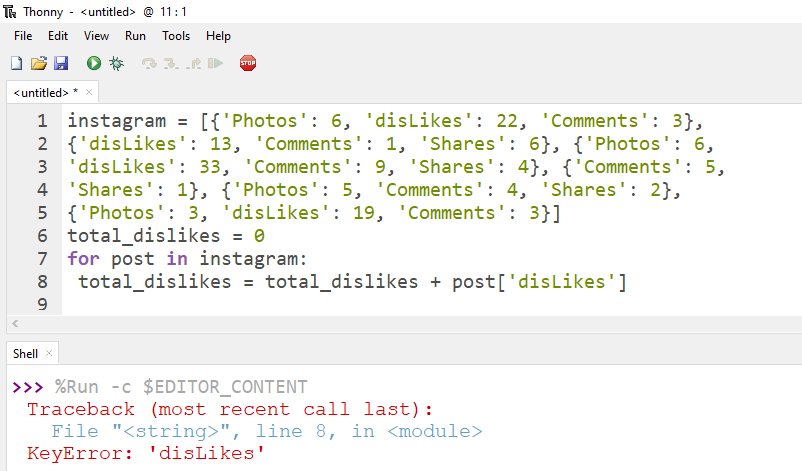 Thonny - <untitled> @ 11:1
File Edit View Run Tools Help
STOP
<untitled> * ×
1 instagram = [{'Photos': 6, 'disLikes': 22, 'Comments': 3},
2 {'disLikes': 13, 'Comments': 1, 'Shares': 6}, {'Photos': 6,
3 'disLikes': 33, 'Comments': 9, 'Shares': 4}, {'Comments': 5,
4 'Shares': 1}, {'Photos': 5, 'Comments': 4, 'Shares': 2},
5 {'Photos': 3, 'disLikes': 19, 'Comments': 3}]
6 total_dislikes = 0
7 for post in instagram:
8  total_dislikes = total_dislikes + post['disLikes']
9
Shell ×
>>> %Run -c $EDITOR_CONTENT
Traceback (most recent call last):
  File "<string>", line 8, in <module>
KeyError: 'disLikes'